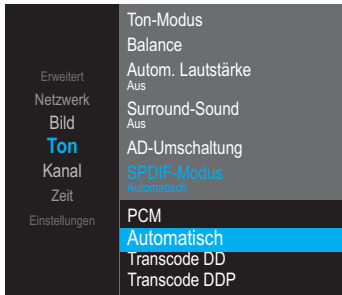 Erweitert
Netzwerk
Bild
Ton
Kanal
Zeit
Einstellungen
Ton-Modus
Balance
Autom. Lautstärke
Aus
Surround-Sound
Aus
AD-Umschaltung
SPDIF-Modus
Automatisch
PCM
Automatisch
Transcode DD
Transcode DDP